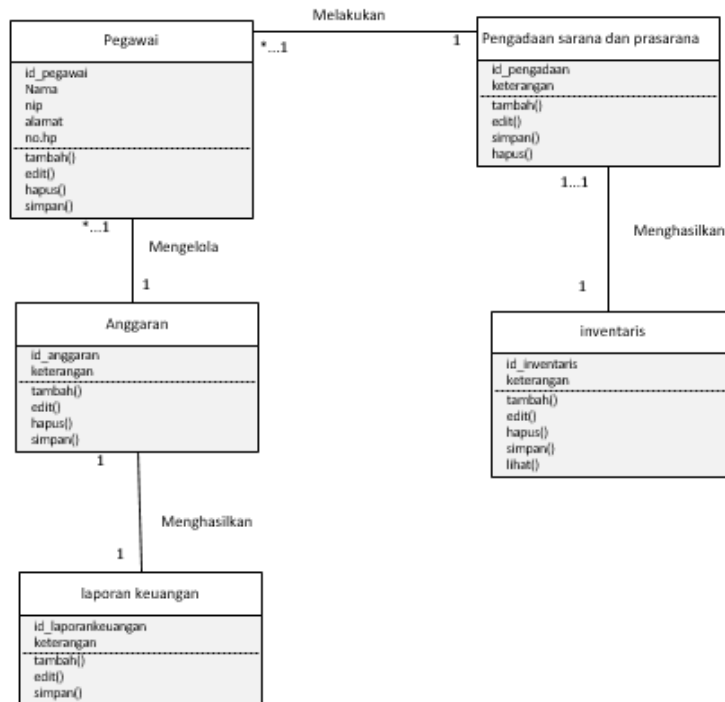 Melakukan
Pegawai
*...1
1
Pengadaan sarana dan prasarana
id_pegawai
Nama
nip
alamat
no.hp
tambah()
edit()
hapus()
simpan()
id_pengadaan
keterangan
tambah()
edit()
simpan()
hapus()
*...1
Mengelola
1
1...1
Menghasilkan
1
Anggaran
id_anggaran
keterangan
tambah()
edit()
hapus()
simpan()
inventaris
id_inventaris
keterangan
tambah()
edit()
hapus()
simpan()
lihat()
1
Menghasilkan
1
laporan keuangan
id_laporankeuangan
keterangan
tambah()
edit()
simpan()